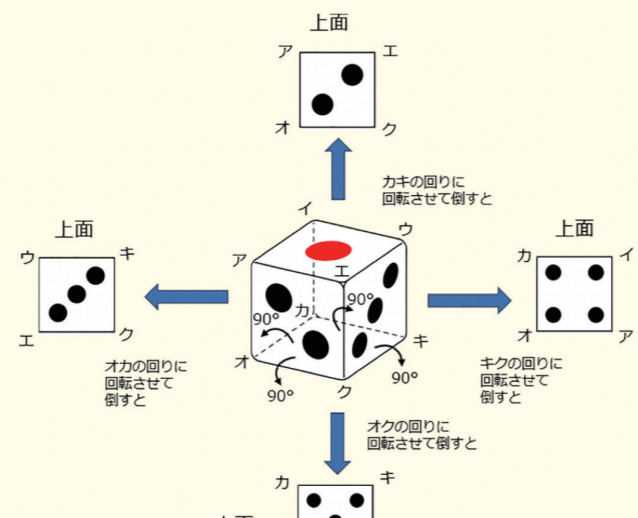 上面
ア エ
オ ク
カキの回りに
回転させて倒すと
イ
ウ
上面
上面
ウ キ
カ イ
ア
エ
90°
カ
90°
エ ク
オ ア
キ
オ
オカの回りに
回転させて
倒すと
キクの回りに
回転させて
倒すと
90°
90°
ク
オクの回りに
回転させて倒すと
カ キ